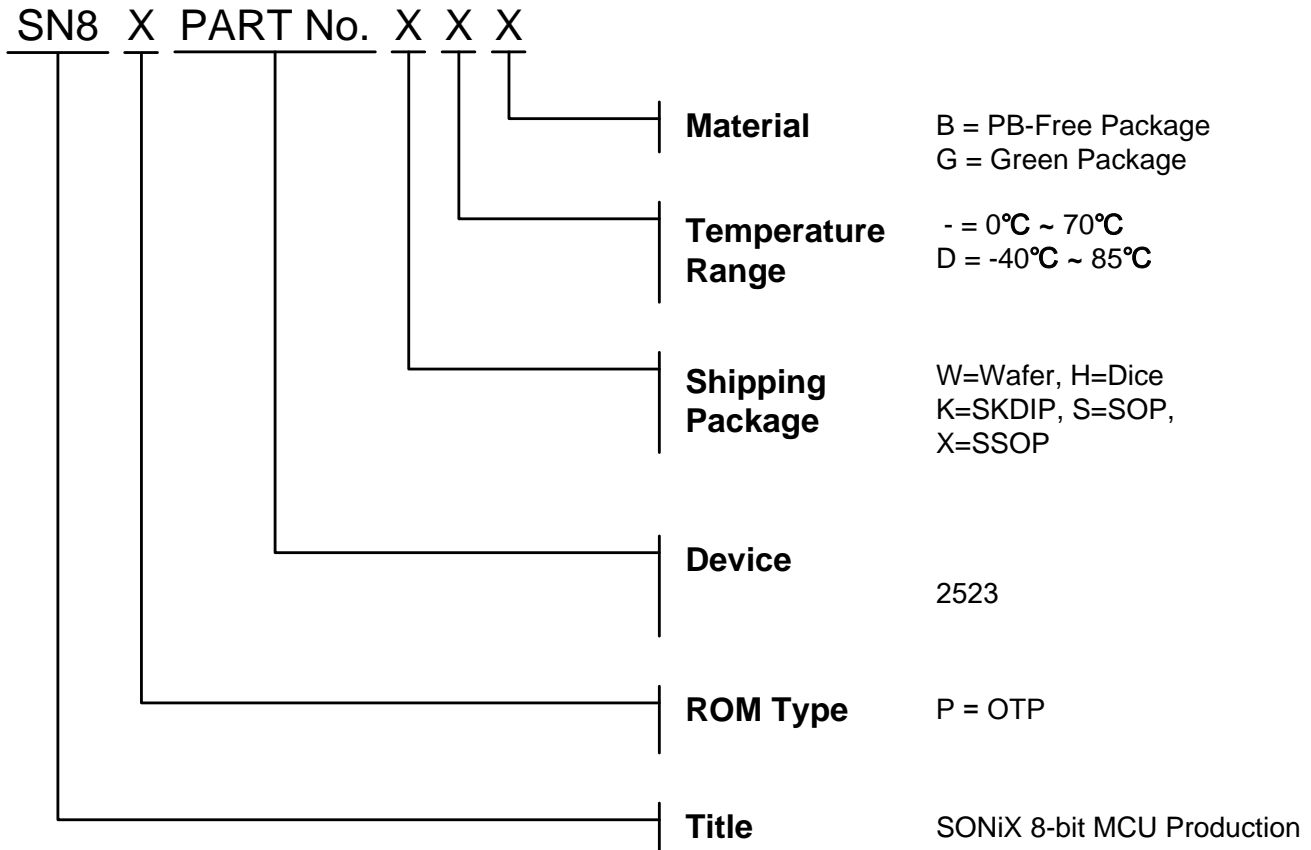 SN8 X PART No. X X X
Material
B = PB-Free Package
G = Green Package
Temperature
Range
- = 0℃ ~ 70℃
D = -40℃ ~ 85℃
Shipping
Package
W=Wafer, H=Dice
K=SKDIP, S=SOP,
X=SSOP
Device
2523
ROM Type
P = OTP
Title
SONiX 8-bit MCU Production